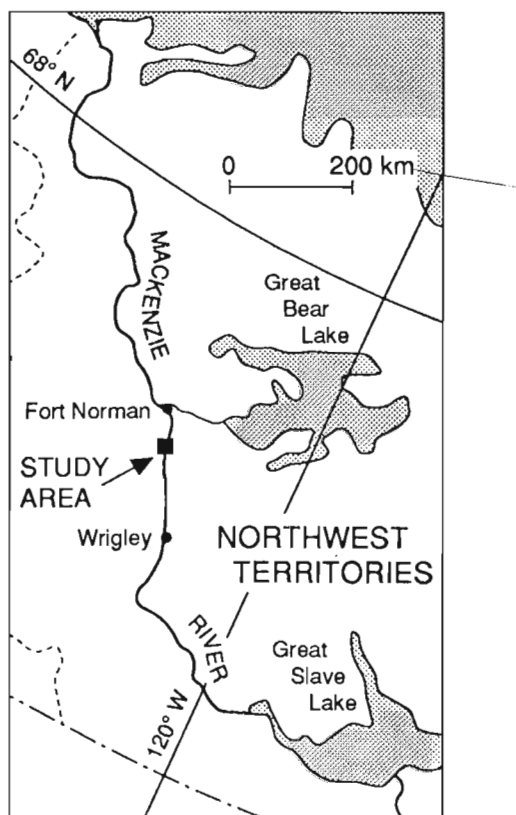 68° N
0 200 km
MACKENZIE
Great
Bear
Lake
Fort Norman
STUDY
AREA
Wrigley
NORTHWEST
TERRITORIES
RIVER
Great
Slave
Lake
120° W